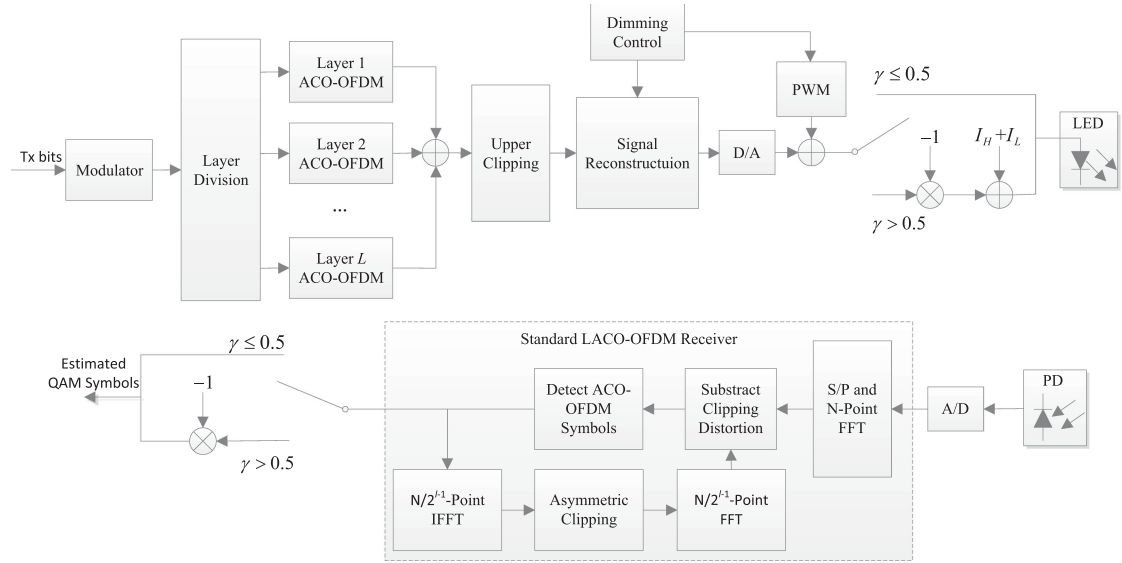 Tx bits
Modulator
Layer
Division
Layer 1
ACO-OFDM
Layer 2
ACO-OFDM
...
Layer L
ACO-OFDM
Upper
Clipping
Dimming
Control
Signal
Reconstructuion
D/A
PWM
γ ≤ 0.5
−1
I_H + I_L
γ > 0.5
LED
Estimated
QAM Symbols
γ ≤ 0.5
−1
γ > 0.5
Standard LACO-OFDM Receiver
Detect ACO-
OFDM
Symbols
Substract
Clipping
Distortion
S/P and
N-Point
FFT
A/D
PD
N/2^{l-1}-Point
IFFT
Asymmetric
Clipping
N/2^{l-1}-Point
FFT